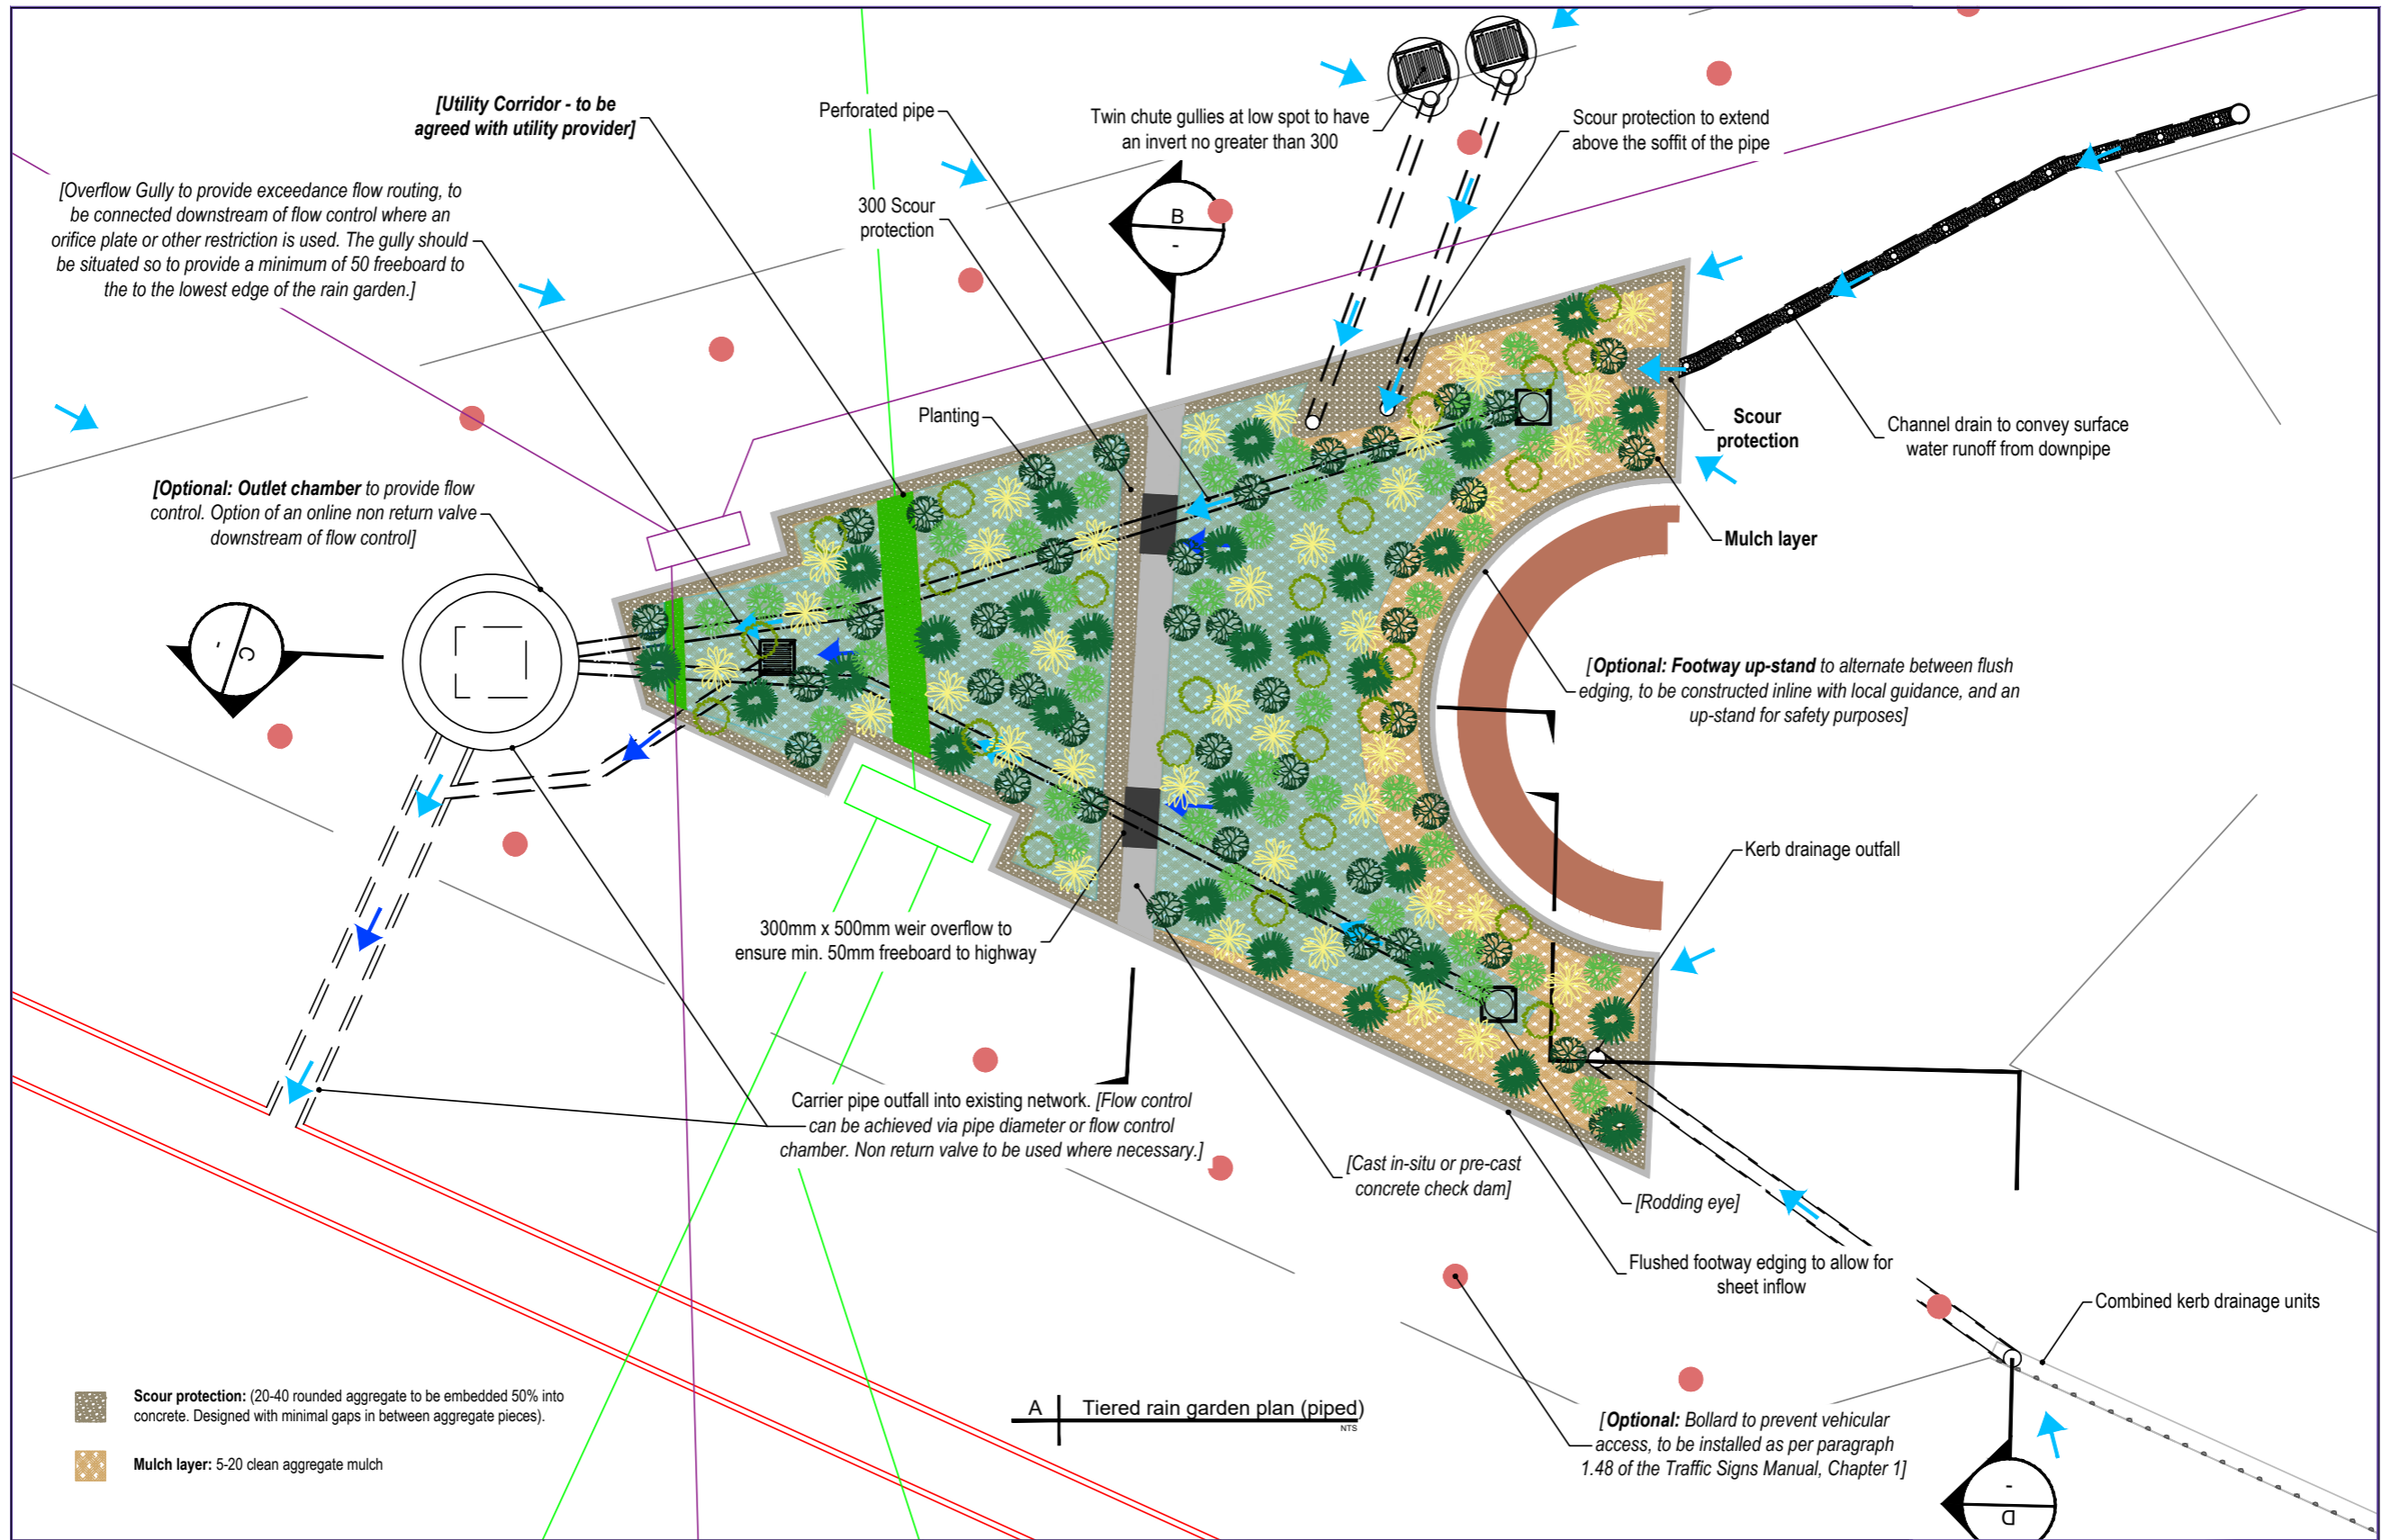 [Utility Corridor - to be
agreed with utility provider]
Perforated pipe
Twin chute gullies at low spot to have
an invert no greater than 300
Scour protection to extend
above the soffit of the pipe
[Overflow Gully to provide exceedance flow routing, to
be connected downstream of flow control where an
orifice plate or other restriction is used. The gully should
be situated so to provide a minimum of 50 freeboard to
the to the lowest edge of the rain garden.]
300 Scour
protection
B
-
Planting
Scour
protection
Channel drain to convey surface
water runoff from downpipe
[Optional: Outlet chamber to provide flow
control. Option of an online non return valve
downstream of flow control]
Mulch layer
C
-
[Optional: Footway up-stand to alternate between flush
edging, to be constructed inline with local guidance, and an
up-stand for safety purposes]
Kerb drainage outfall
300mm x 500mm weir overflow to
ensure min. 50mm freeboard to highway
Carrier pipe outfall into existing network. [Flow control
can be achieved via pipe diameter or flow control
chamber. Non return valve to be used where necessary.]
[Cast in-situ or pre-cast
concrete check dam]
[Rodding eye]
Flushed footway edging to allow for
sheet inflow
Combined kerb drainage units
Scour protection: (20-40 rounded aggregate to be embedded 50% into
concrete. Designed with minimal gaps in between aggregate pieces).
Mulch layer: 5-20 clean aggregate mulch
A
Tiered rain garden plan (piped)
NTS
[Optional: Bollard to prevent vehicular
access, to be installed as per paragraph
1.48 of the Traffic Signs Manual, Chapter 1]
-
D